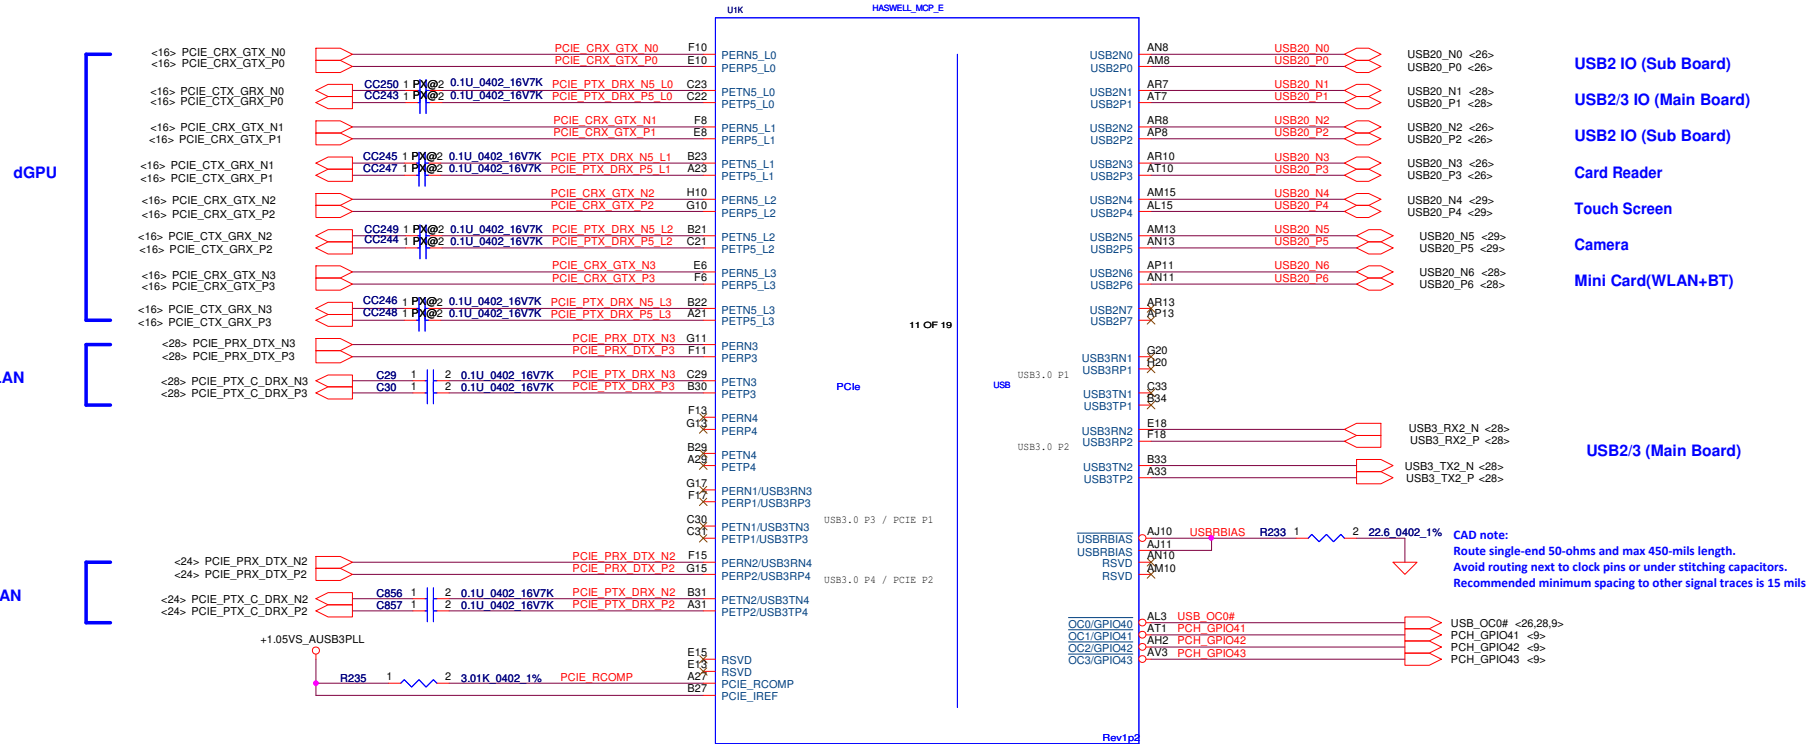 U1K
HASWELL_MCP_E
dGPU
<16> PCIE_CRX_GTX_N0
<16> PCIE_CRX_GTX_P0
<16> PCIE_CTX_GRX_N0
<16> PCIE_CTX_GRX_P0
<16> PCIE_CRX_GTX_N1
<16> PCIE_CRX_GTX_P1
<16> PCIE_CTX_GRX_N1
<16> PCIE_CTX_GRX_P1
<16> PCIE_CRX_GTX_N2
<16> PCIE_CRX_GTX_P2
<16> PCIE_CTX_GRX_N2
<16> PCIE_CTX_GRX_P2
<16> PCIE_CRX_GTX_N3
<16> PCIE_CRX_GTX_P3
<16> PCIE_CTX_GRX_N3
<16> PCIE_CTX_GRX_P3
LAN
<28> PCIE_PRX_DTX_N3
<28> PCIE_PRX_DTX_P3
<28> PCIE_PTX_C_DRX_N3
<28> PCIE_PTX_C_DRX_P3
AN
<24> PCIE_PRX_DTX_N2
<24> PCIE_PRX_DTX_P2
<24> PCIE_PTX_C_DRX_N2
<24> PCIE_PTX_C_DRX_P2
+1.05VS_AUSB3PLL
PCIE_CRX_GTX_N0 F10 PERN5_L0
PCIE_CRX_GTX_P0 E10 PERP5_L0
CC250 1 PX@2 0.1U_0402_16V7K PCIE_PTX_DRX_N5_L0 C23 PETN5_L0
CC243 1 PX@2 0.1U_0402_16V7K PCIE_PTX_DRX_P5_L0 C22 PETP5_L0
PCIE_CRX_GTX_N1 F8 PERN5_L1
PCIE_CRX_GTX_P1 E8 PERP5_L1
CC245 1 PX@2 0.1U_0402_16V7K PCIE_PTX_DRX_N5_L1 B23 PETN5_L1
CC247 1 PX@2 0.1U_0402_16V7K PCIE_PTX_DRX_P5_L1 A23 PETP5_L1
PCIE_CRX_GTX_N2 H10 PERN5_L2
PCIE_CRX_GTX_P2 G10 PERP5_L2
CC249 1 PX@2 0.1U_0402_16V7K PCIE_PTX_DRX_N5_L2 B21 PETN5_L2
CC244 1 PX@2 0.1U_0402_16V7K PCIE_PTX_DRX_P5_L2 C21 PETP5_L2
PCIE_CRX_GTX_N3 E6 PERN5_L3
PCIE_CRX_GTX_P3 F6 PERP5_L3
CC246 1 PX@2 0.1U_0402_16V7K PCIE_PTX_DRX_N5_L3 B22 PETN5_L3
CC248 1 PX@2 0.1U_0402_16V7K PCIE_PTX_DRX_P5_L3 A21 PETP5_L3
PCIE_PRX_DTX_N3 G11 PERN3
PCIE_PRX_DTX_P3 F11 PERP3
C29 1 2 0.1U_0402_16V7K PCIE_PTX_DRX_N3 C29 PETN3
C30 1 2 0.1U_0402_16V7K PCIE_PTX_DRX_P3 B30 PETP3
F13 PERN4
G13 PERP4
B29 PETN4
A29 PETP4
G17 PERN1/USB3RN3
F17 PERP1/USB3RP3
C30 PETN1/USB3TN3
C31 PETP1/USB3TP3
USB3.0 P3 / PCIE P1
PCIE_PRX_DTX_N2 F15 PERN2/USB3RN4
PCIE_PRX_DTX_P2 G15 PERP2/USB3RP4
USB3.0 P4 / PCIE P2
C856 1 2 0.1U_0402_16V7K PCIE_PTX_DRX_N2 B31 PETN2/USB3TN4
C857 1 2 0.1U_0402_16V7K PCIE_PTX_DRX_P2 A31 PETP2/USB3TP4
E15 RSVD
E13 RSVD
R235 1 2 3.01K_0402_1% PCIE_RCOMP A27 PCIE_RCOMP
B27 PCIE_IREF
11 OF 19
PCIe
USB
USB2N0 AN8 USB20_N0 USB20_N0 <26>
USB2P0 AM8 USB20_P0 USB20_P0 <26>
USB2 IO (Sub Board)
USB2N1 AR7 USB20_N1 USB20_N1 <28>
USB2P1 AT7 USB20_P1 USB20_P1 <28>
USB2/3 IO (Main Board)
USB2N2 AR8 USB20_N2 USB20_N2 <26>
USB2P2 AP8 USB20_P2 USB20_P2 <26>
USB2 IO (Sub Board)
USB2N3 AR10 USB20_N3 USB20_N3 <26>
USB2P3 AT10 USB20_P3 USB20_P3 <26>
Card Reader
USB2N4 AM15 USB20_N4 USB20_N4 <29>
USB2P4 AL15 USB20_P4 USB20_P4 <29>
Touch Screen
USB2N5 AM13 USB20_N5 USB20_N5 <29>
USB2P5 AN13 USB20_P5 USB20_P5 <29>
Camera
USB2N6 AP11 USB20_N6 USB20_N6 <28>
USB2P6 AN11 USB20_P6 USB20_P6 <28>
Mini Card(WLAN+BT)
USB2N7 AR13
USB2P7 AP13
USB3RN1 G20
USB3RP1 H20
USB3.0 P1
USB3TN1 C33
USB3TP1 B34
USB3RN2 E18 USB3_RX2_N <28>
USB3RP2 F18 USB3_RX2_P <28>
USB3.0 P2
USB2/3 (Main Board)
USB3TN2 B33 USB3_TX2_N <28>
USB3TP2 A33 USB3_TX2_P <28>
USBRBIAS AJ10 USBRBIAS R233 1 2 22.6_0402_1%
USBRBIAS AJ11
RSVD AN10
RSVD AM10
CAD note:
Route single-end 50-ohms and max 450-mils length.
Avoid routing next to clock pins or under stitching capacitors.
Recommended minimum spacing to other signal traces is 15 mils
OC0/GPIO40 AL3 USB_OC0# USB_OC0# <26,28,9>
OC1/GPIO41 AT1 PCH_GPIO41 PCH_GPIO41 <9>
OC2/GPIO42 AH2 PCH_GPIO42 PCH_GPIO42 <9>
OC3/GPIO43 AV3 PCH_GPIO43 PCH_GPIO43 <9>
Rev1p2